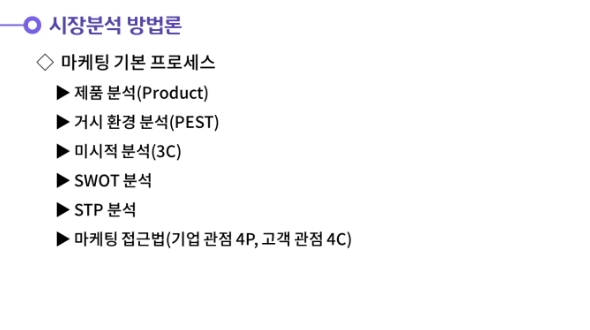 시장분석 방법론
◇ 마케팅 기본 프로세스
▶ 제품 분석(Product)
▶ 거시 환경 분석(PEST)
▶ 미시적 분석(3C)
▶ SWOT 분석
▶ STP 분석
▶ 마케팅 접근법(기업 관점 4P, 고객 관점 4C)